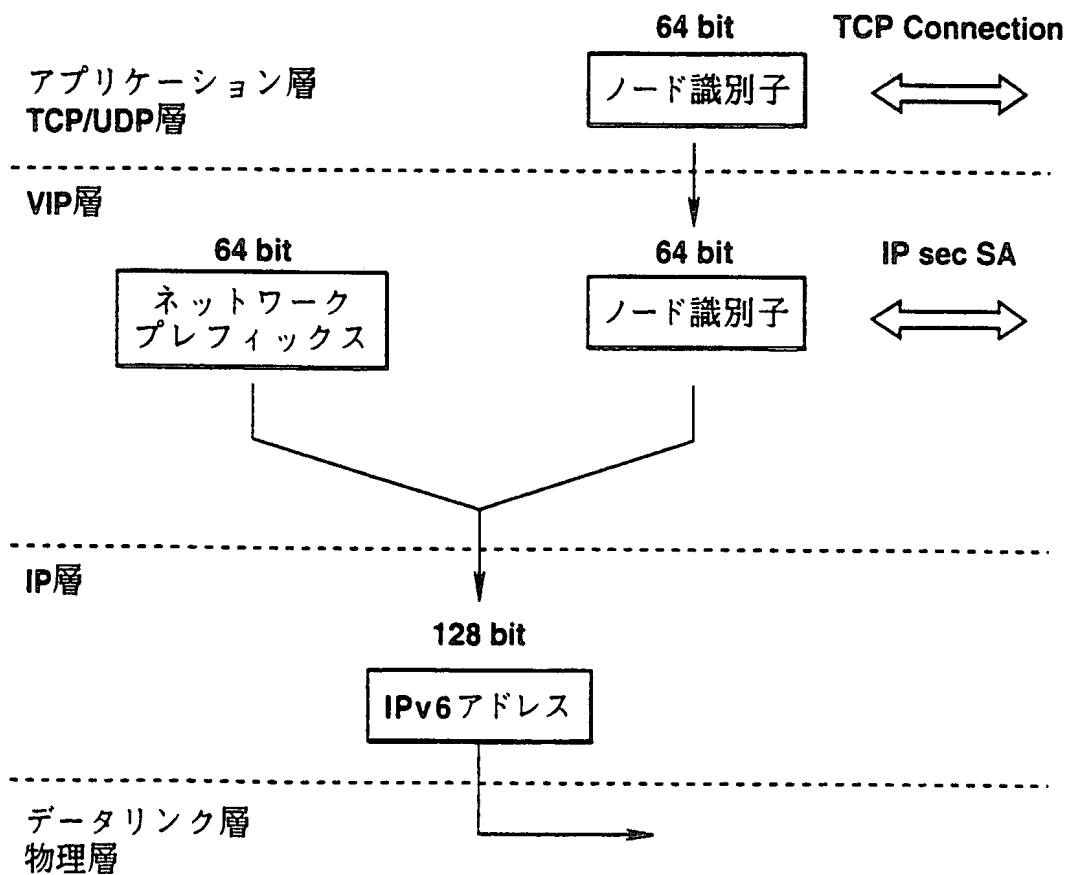 64 bit
TCP Connection
アプリケーション層
TCP/UDP層
ノード識別子
VIP層
64 bit
64 bit
IP sec SA
ネットワーク
プレフィックス
ノード識別子
IP層
128 bit
IPv6アドレス
データリンク層
物理層